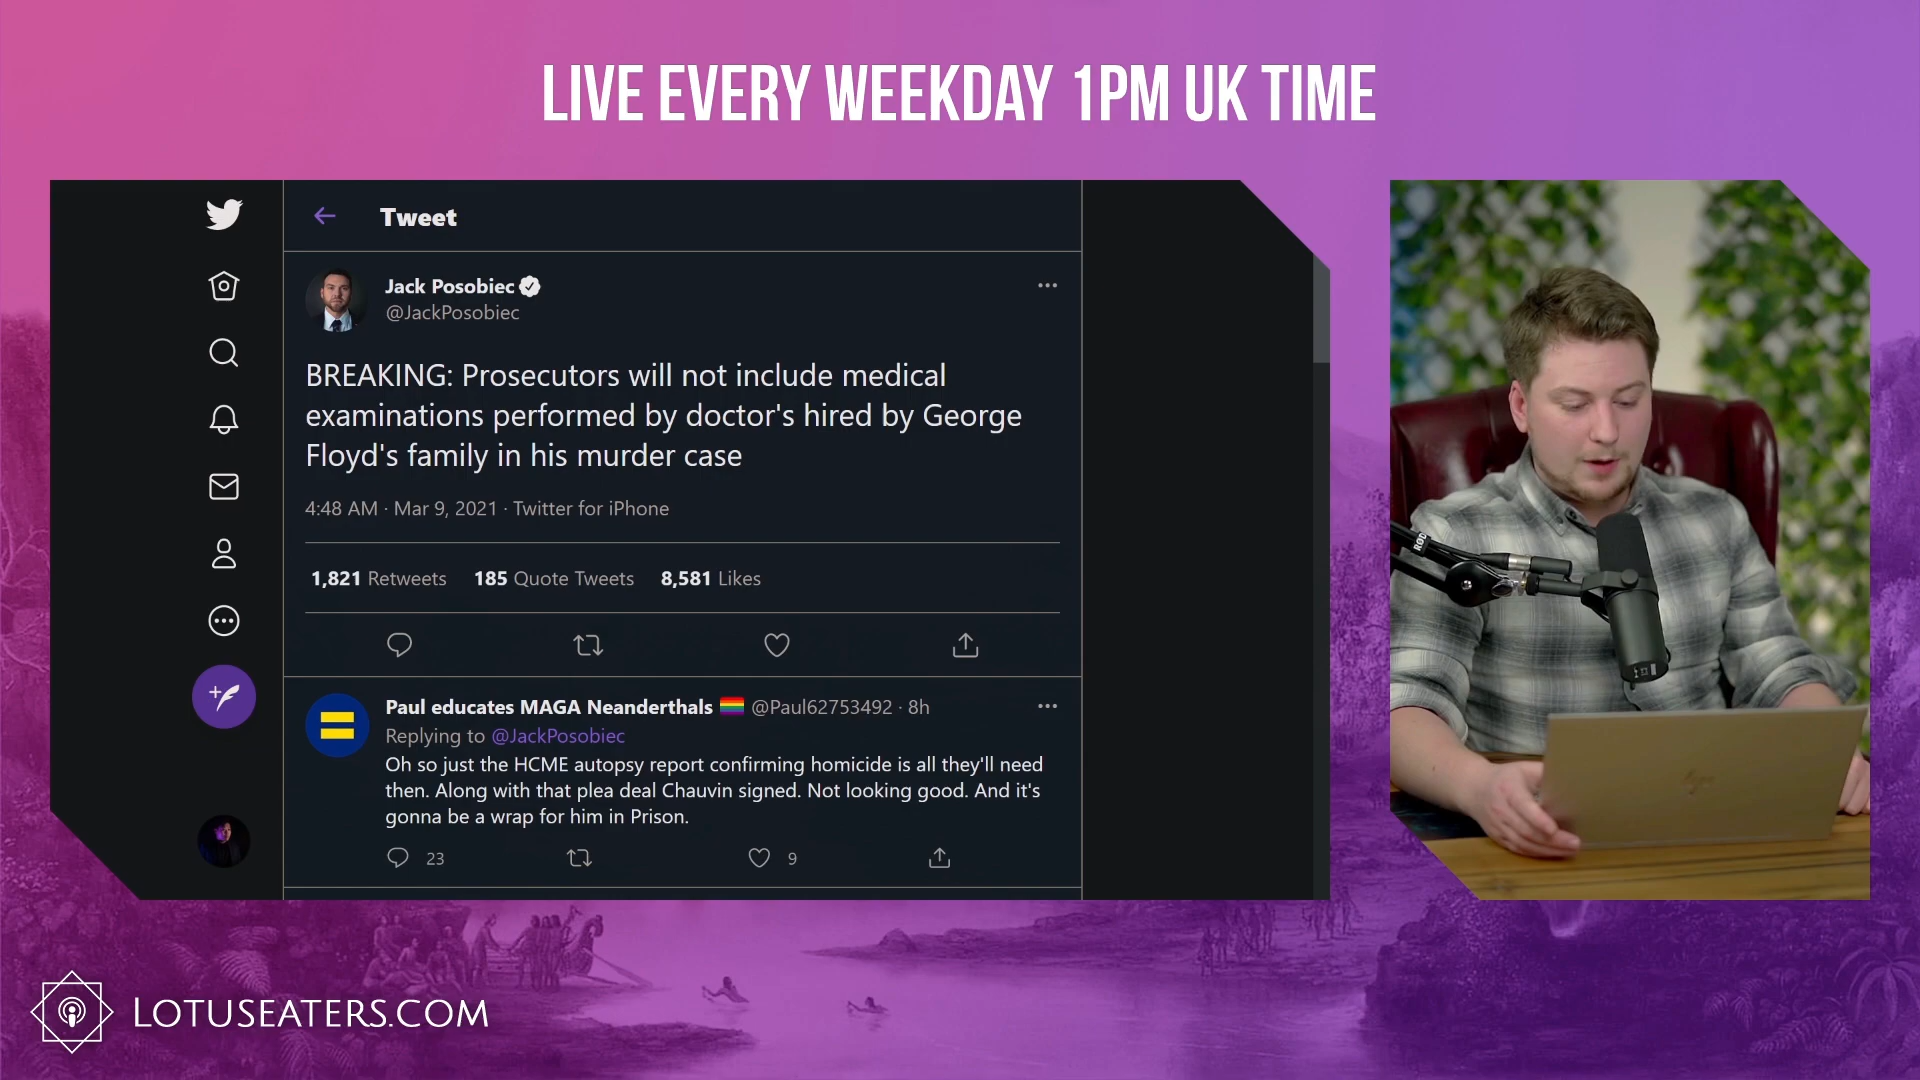 LIVE EVERY WEEKDAY 1PM UK TIME
Tweet
Jack Posobiec
@JackPosobiec
BREAKING: Prosecutors will not include medical
examinations performed by doctor's hired by George
Floyd's family in his murder case
4:48 AM · Mar 9, 2021 · Twitter for iPhone
1,821 Retweets 185 Quote Tweets 8,581 Likes
Paul educates MAGA Neanderthals 🏳️‍🌈 @Paul62753492 · 8h
Replying to @JackPosobiec
Oh so just the HCME autopsy report confirming homicide is all they'll need
then. Along with that plea deal Chauvin signed. Not looking good. And it's
gonna be a wrap for him in Prison.
23 9
RØDE
LOTUSEATERS.COM